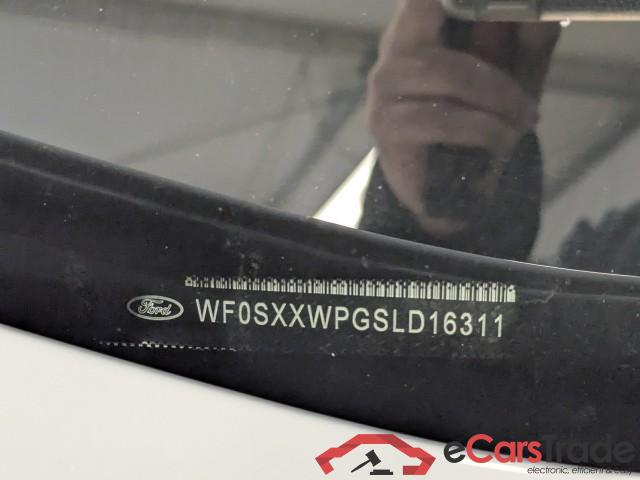 Ford
WF0SXXWPGSLD16311
eCarsTrade
electronic, efficient & easy